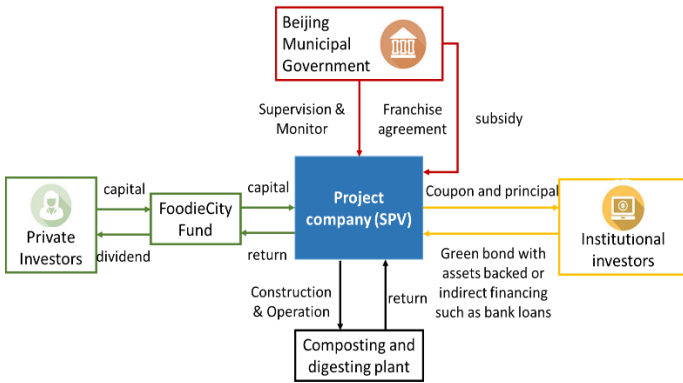 Beijing
Municipal
Government
Supervision &
Monitor
Franchise
agreement
subsidy
capital
Private
Investors
dividend
FoodieCity
Fund
capital
return
Project
company (SPV)
Coupon and principal
Institutional
investors
Green bond with
assets backed or
indirect financing
such as bank loans
Construction
& Operation
return
Composting and
digesting plant